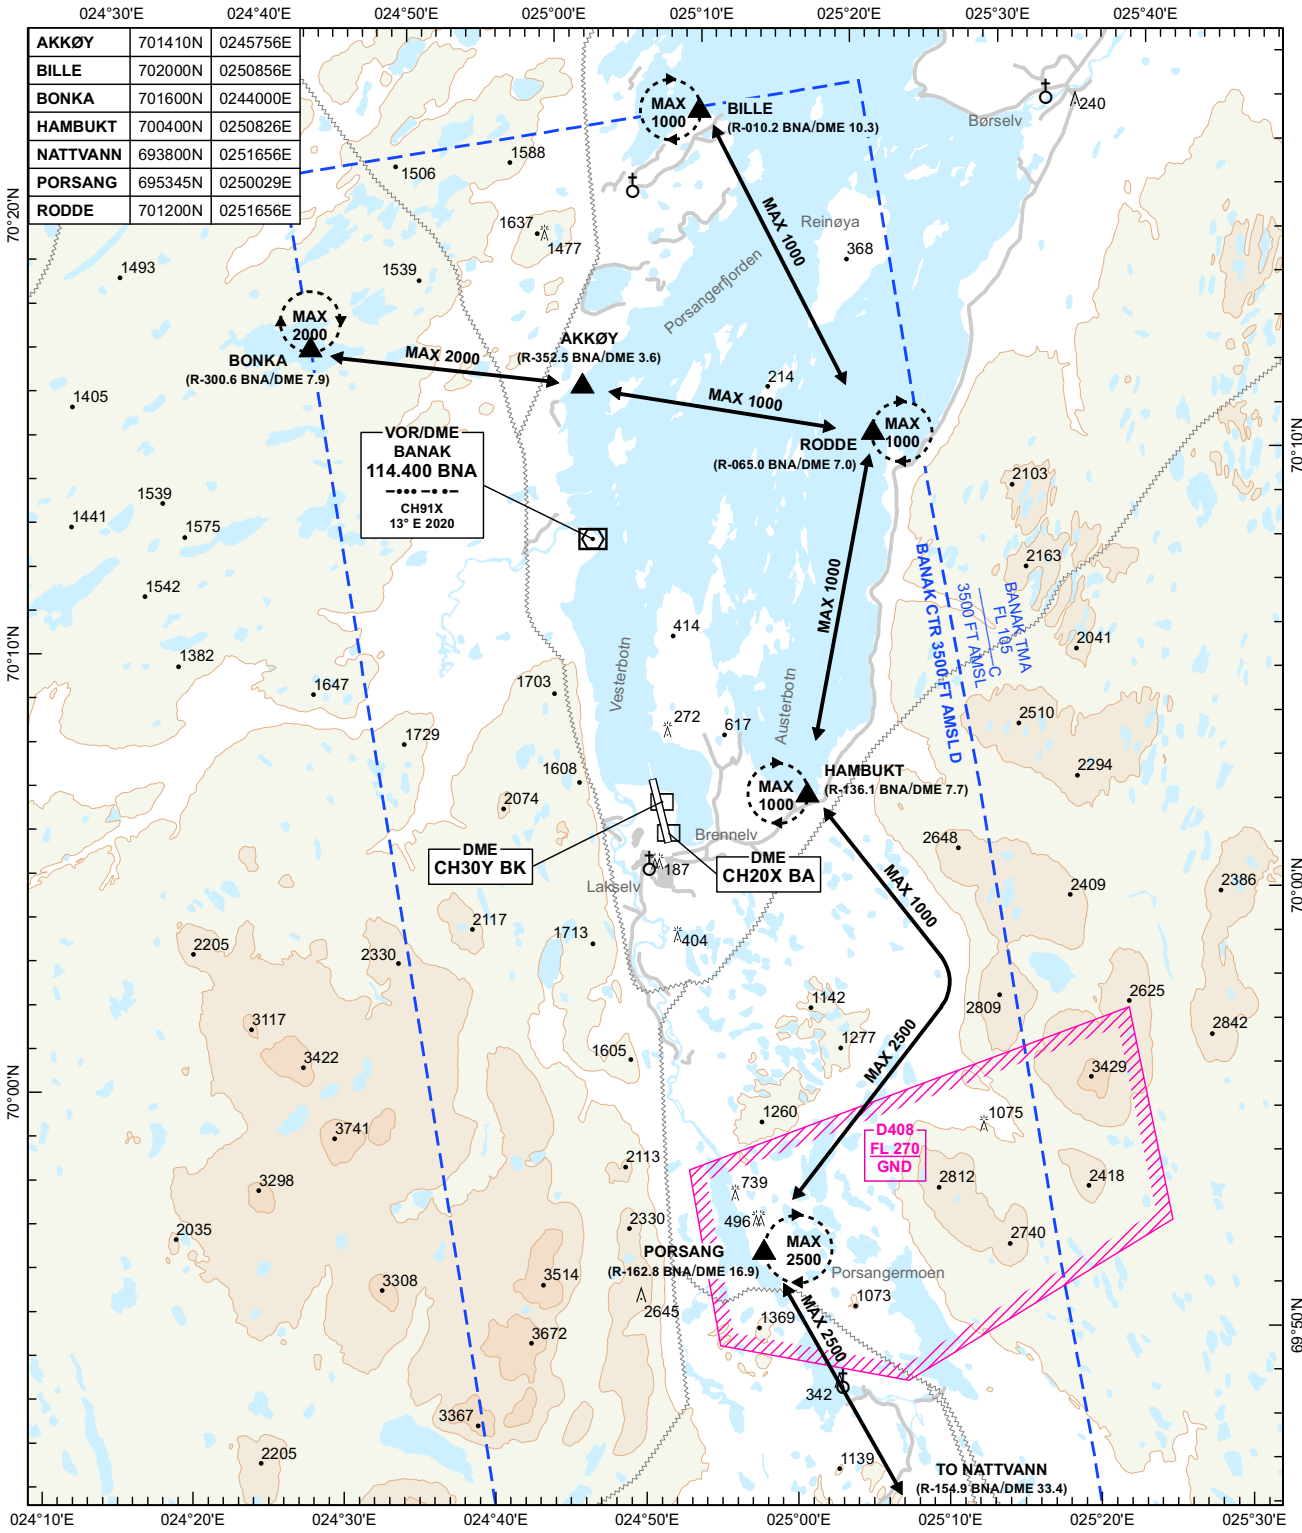 024°30'E 024°40'E 024°50'E 025°00'E 025°10'E 025°20'E 025°30'E 025°40'E
AKKØY 701410N 0245756E
BILLE 702000N 0250856E
BONKA 701600N 0244000E
HAMBUKT 700400N 0250826E
NATTVANN 693800N 0251656E
PORSANG 695345N 0250029E
RODDE 701200N 0251656E
MAX
1000
BILLE
(R-010.2 BNA/DME 10.3)
Børselv
240
1506
1588
1637
1477
1493
1539
70°20'N
Reinøya
368
MAX 1000
Porsangerfjorden
MAX
2000
BONKA
(R-300.6 BNA/DME 7.9)
MAX 2000
AKKØY
(R-352.5 BNA/DME 3.6)
214
MAX 1000
1405
RODDE
(R-065.0 BNA/DME 7.0)
MAX
1000
70°10'N
VOR/DME
BANAK
114.400 BNA
CH91X
13° E 2020
1539
1441
1575
1542
2103
2163
2041
BANAK CTR 3500 FT AMSL D
BANAK TMA
FL 105
C
3500 FT AMSL
MAX 1000
414
70°10'N
1382
1647
1703
Vesterbotn
Austerbotn
272
617
1729
1608
2074
2510
2294
HAMBUKT
(R-136.1 BNA/DME 7.7)
MAX
1000
Brennelv
DME
CH30Y BK
DME
CH20X BA
187
Lakselv
2648
2409
2386
70°00'N
MAX 1000
2117
2205
2330
1713
404
1142
2809
2625
2842
3117
3422
1605
1277
MAX 2500
3429
70°00'N
3741
1260
1075
D408
FL 270
GND
2113
3298
739
2812
2418
2035
2330
496
2740
PORSANG
(R-162.8 BNA/DME 16.9)
MAX
2500
Porsangermoen
3308
3514
2645
1073
1369
MAX 2500
69°50'N
3672
342
3367
2205
1139
TO NATTVANN
(R-154.9 BNA/DME 33.4)
024°10'E 024°20'E 024°30'E 024°40'E 024°50'E 025°00'E 025°10'E 025°20'E 025°30'E